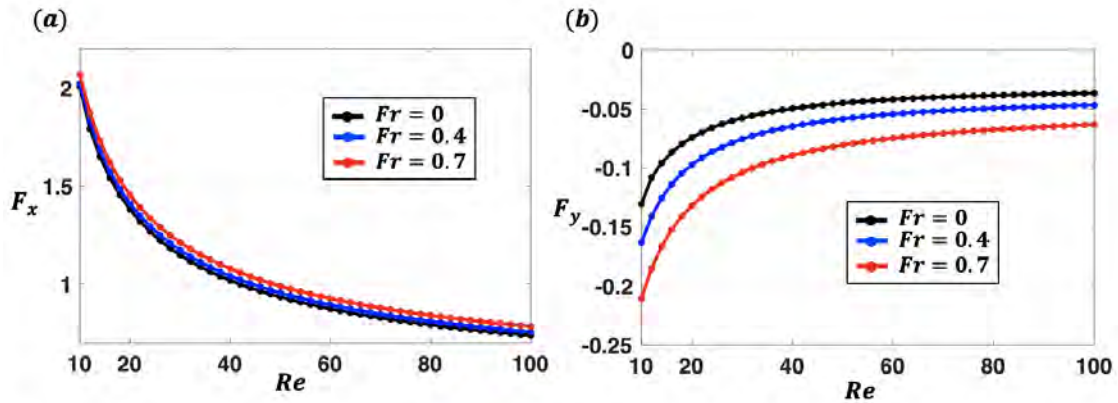 (a)
2
1.5
1
F_x
10 20 40 60 80 100
Re
Fr = 0
Fr = 0.4
Fr = 0.7
(b)
0
-0.05
-0.1
-0.15
-0.2
-0.25
F_y
10 20 40 60 80 100
Re
Fr = 0
Fr = 0.4
Fr = 0.7